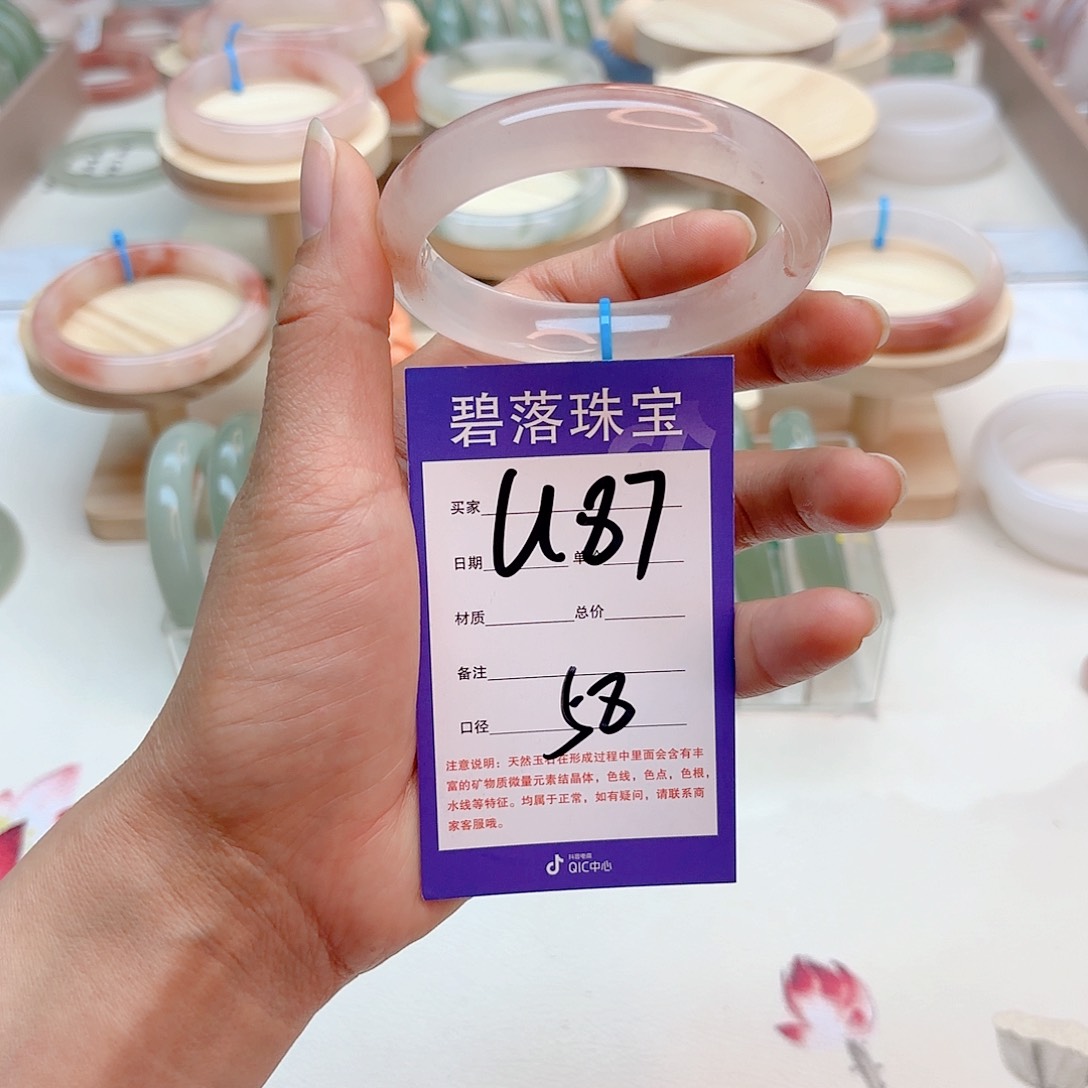 碧落珠宝
买家
U87
日期 单价
材质 总价
备注
58
口径
注意说明：天然玉石在形成过程中里面会含有丰
富的矿物质微量元素结晶体，色线，色点，色根，
水线等特征。均属于正常，如有疑问，请联系商
家客服哦。
抖音电商
QIC中心